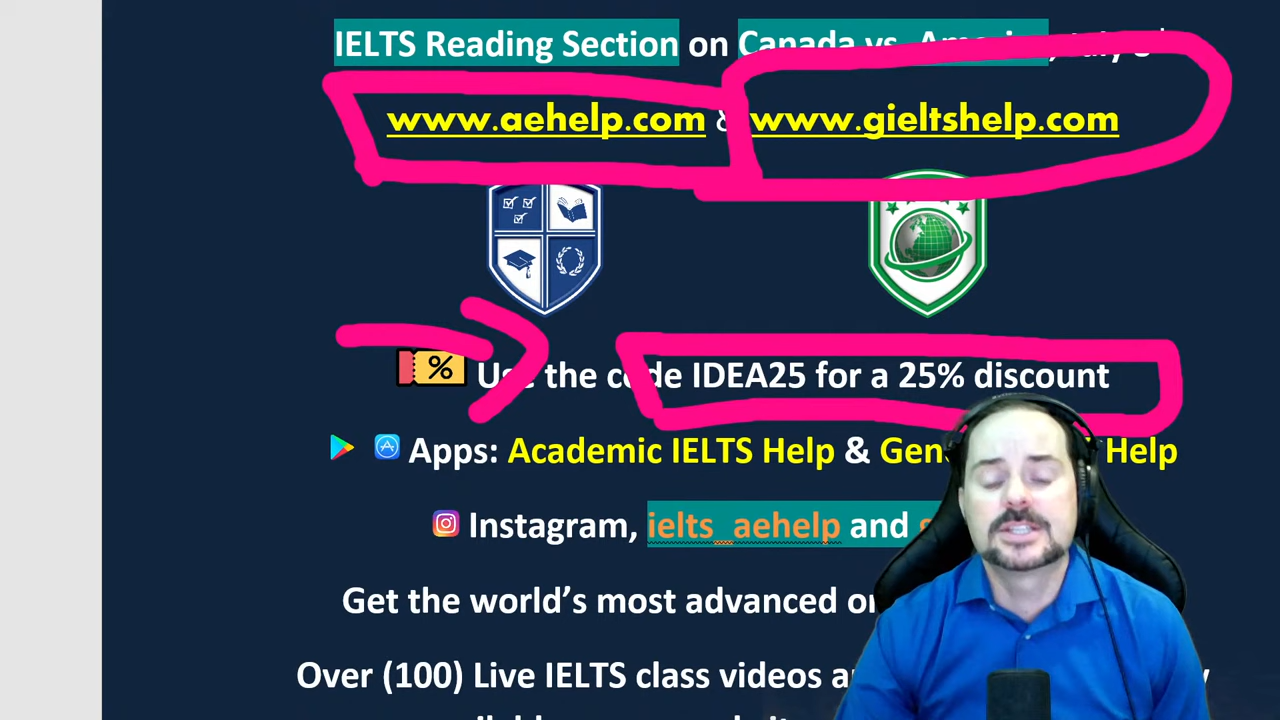 IELTS Reading Section on Canada vs. America, July
www.aehelp.com & www.gieltshelp.com
% Use the code IDEA25 for a 25% discount
Apps: Academic IELTS Help & Help
Instagram, ielts_aehelp and
Get the world's most advanced
Over (100) Live IELTS class videos